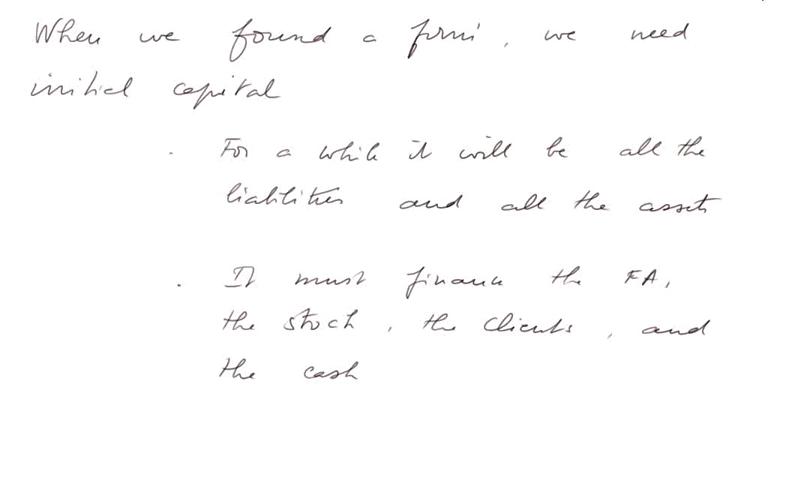 When we found a firm, we need
initial capital
. For a while it will be all the
liabilities and all the assets
. It must finance the FA,
the stock, the clients, and
the cash